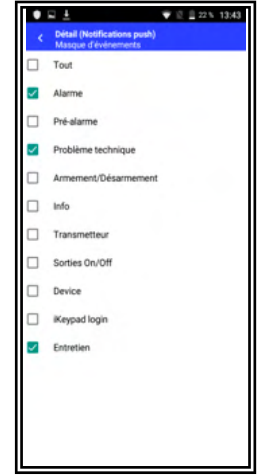 22 % 13:43
Détail (Notifications push)
Masque d'événements
Tout
Alarme
Pré-alarme
Problème technique
Armement/Désarmement
Info
Transmetteur
Sorties On/Off
Device
iKeypad login
Entretien